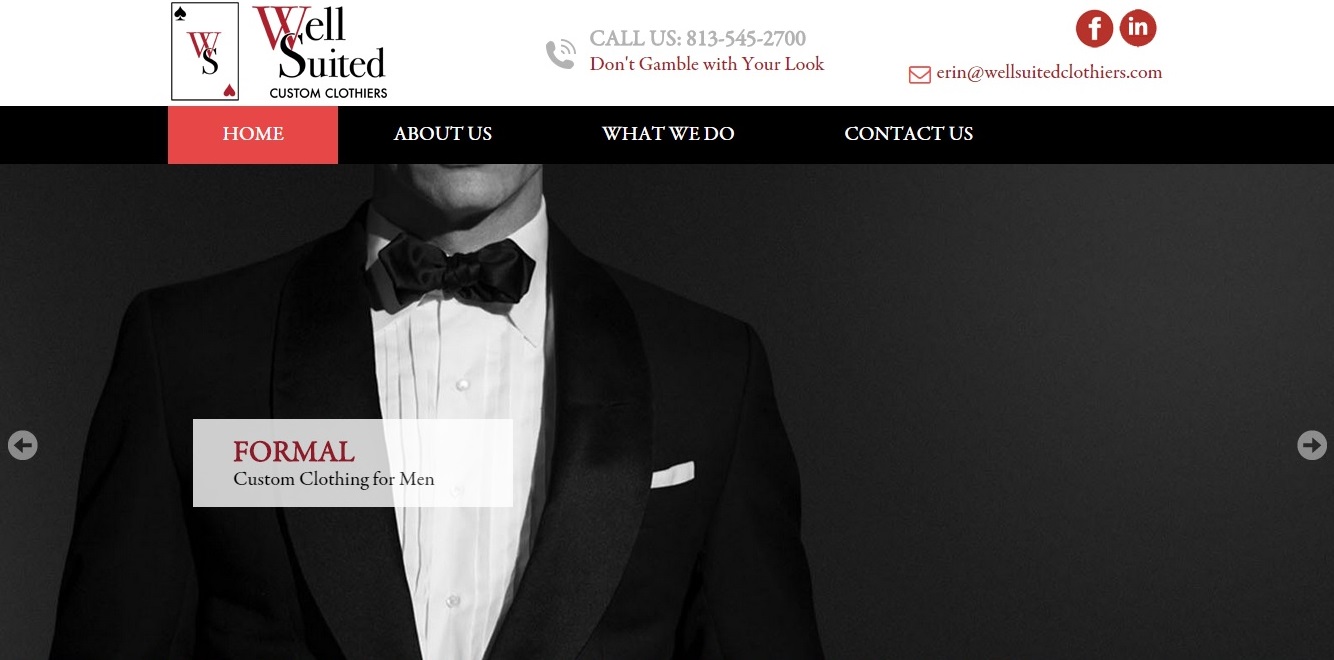 WS
Well
Suited
CUSTOM CLOTHIERS
CALL US: 813-545-2700
Don't Gamble with Your Look
f in
erin@wellsuitedclothiers.com
HOME ABOUT US WHAT WE DO CONTACT US
FORMAL
Custom Clothing for Men